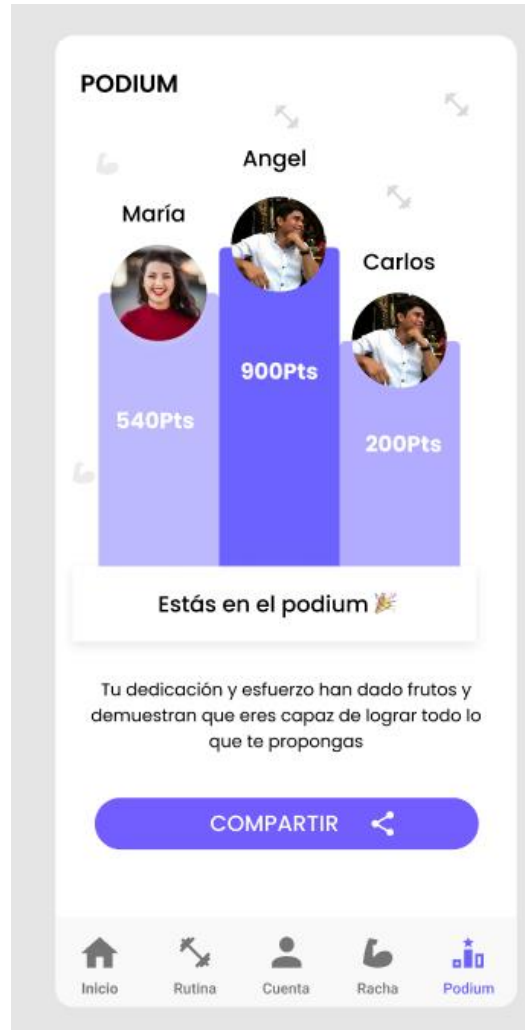 PODIUM
Angel
María
Carlos
900Pts
540Pts
200Pts
Estás en el podium 🎉
Tu dedicación y esfuerzo han dado frutos y
demuestran que eres capaz de lograr todo lo
que te propongas
COMPARTIR
Inicio
Rutina
Cuenta
Racha
Podium